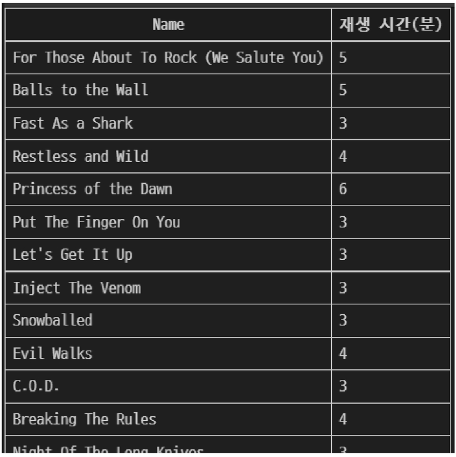 Name 재생 시간(분)
For Those About To Rock (We Salute You) 5
Balls to the Wall 5
Fast As a Shark 3
Restless and Wild 4
Princess of the Dawn 6
Put The Finger On You 3
Let's Get It Up 3
Inject The Venom 3
Snowballed 3
Evil Walks 4
C.O.D. 3
Breaking The Rules 4
Night Of The Long Knives 3